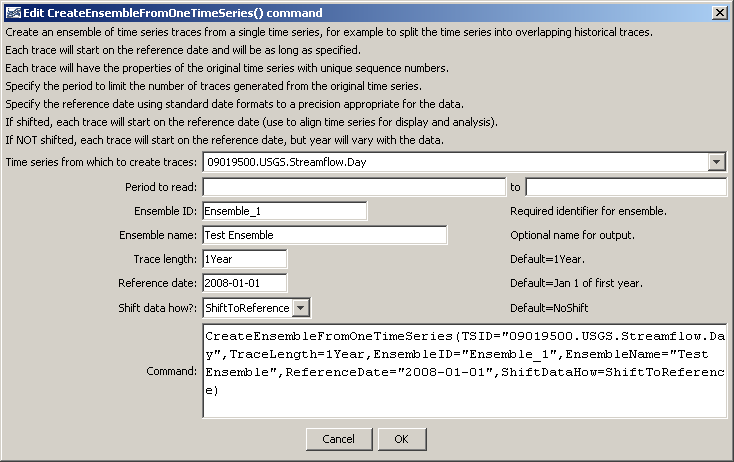 Edit CreateEnsembleFromOneTimeSeries() command
Create an ensemble of time series traces from a single time series, for example to split the time series into overlapping historical traces.
Each trace will start on the reference date and will be as long as specified.
Each trace will have the properties of the original time series with unique sequence numbers.
Specify the period to limit the number of traces generated from the original time series.
Specify the reference date using standard date formats to a precision appropriate for the data.
If shifted, each trace will start on the reference date (use to align time series for display and analysis).
If NOT shifted, each trace will start on the reference date, but year will vary with the data.
Time series from which to create traces: 09019500.USGS.Streamflow.Day
Period to read: to
Ensemble ID: Ensemble_1 Required identifier for ensemble.
Ensemble name: Test Ensemble Optional name for output.
Trace length: 1Year Default=1Year.
Reference date: 2008-01-01 Default=Jan 1 of first year.
Shift data how?: ShiftToReference Default=NoShift
Command: CreateEnsembleFromOneTimeSeries(TSID="09019500.USGS.Streamflow.Da
y",TraceLength=1Year,EnsembleID="Ensemble_1",EnsembleName="Test
Ensemble",ReferenceDate="2008-01-01",ShiftDataHow=ShiftToReferenc
e)
Cancel OK